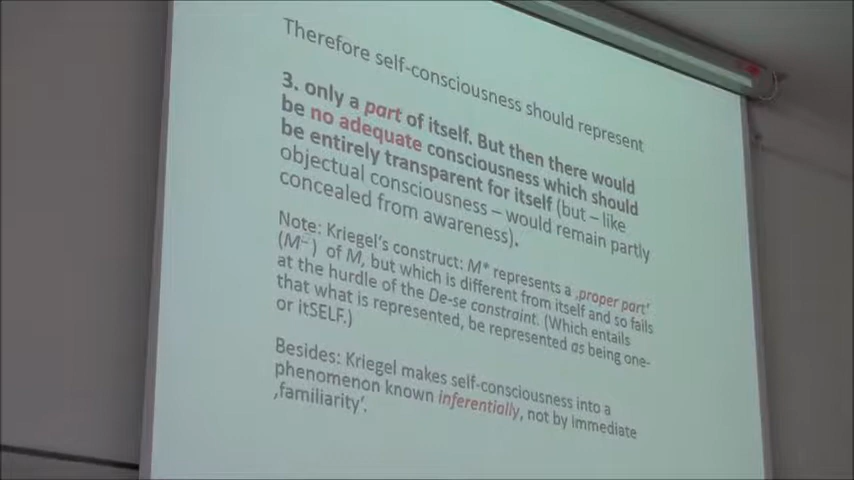 Therefore self-consciousness should represent
3. only a part of itself. But then there would
be no adequate consciousness which should
be entirely transparent for itself (but – like
objectual consciousness – would remain partly
concealed from awareness).
Note: Kriegel's construct: M* represents a ‚proper part'
(M⁻) of M, but which is different from itself and so fails
at the hurdle of the De-se constraint. (Which entails
that what is represented, be represented as being one-
or itSELF.)
Besides: Kriegel makes self-consciousness into a
phenomenon known inferentially, not by immediate
‚familiarity'.